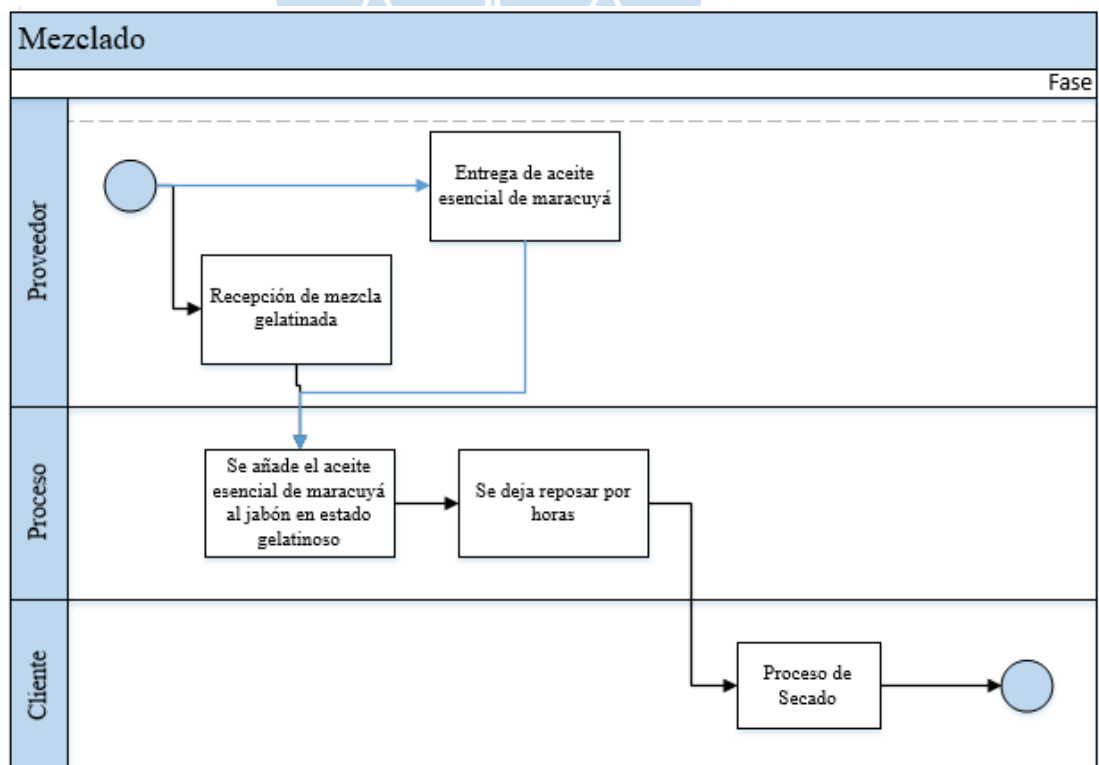 Mezclado
Fase
Proveedor
Entrega de aceite
esencial de maracuyá
Recepción de mezcla
gelatinada
Proceso
Se añade el aceite
esencial de maracuyá
al jabón en estado
gelatinoso
Se deja reposar por
horas
Cliente
Proceso de
Secado